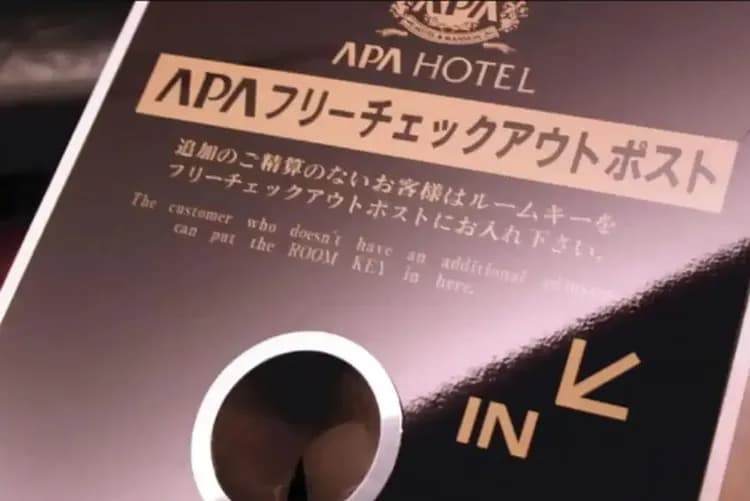 APA
APA HOTEL
APAフリーチェックアウトポスト
追加のご精算のないお客様はルームキーを
フリーチェックアウトポストにお入れ下さい。
The customer who doesn't have an additional
can put the ROOM KEY in here.
IN